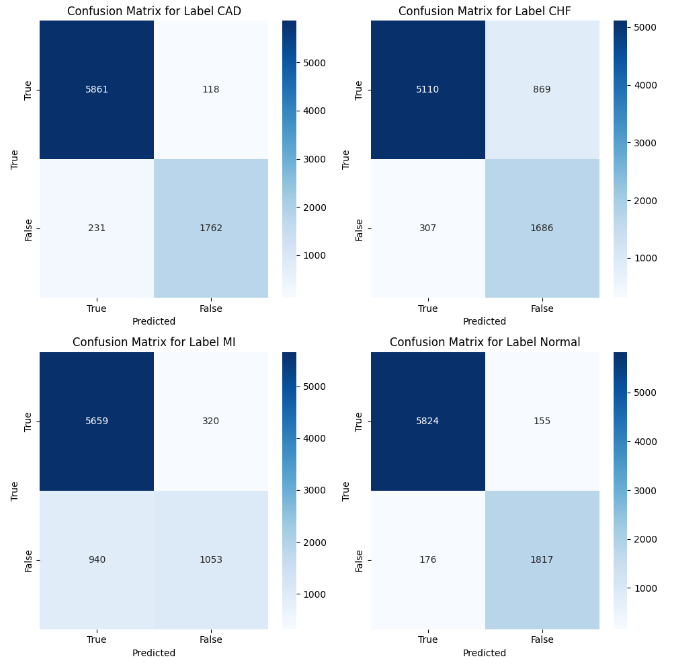 Confusion Matrix for Label CAD
True
False
True
5861
118
231
1762
True
False
Predicted
5000
4000
3000
2000
1000
Confusion Matrix for Label CHF
True
False
True
5110
869
307
1686
True
False
Predicted
5000
4000
3000
2000
1000
Confusion Matrix for Label MI
True
False
True
5659
320
940
1053
True
False
Predicted
5000
4000
3000
2000
1000
Confusion Matrix for Label Normal
True
False
True
5824
155
176
1817
True
False
Predicted
5000
4000
3000
2000
1000